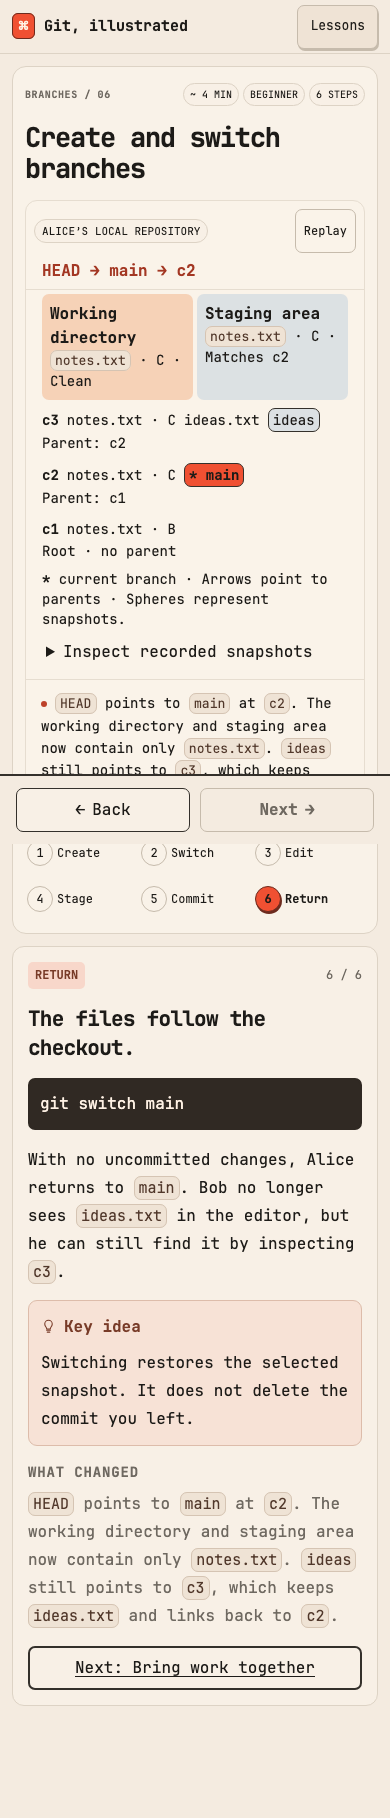 ⌘ Git, illustrated
Lessons
BRANCHES / 06
~ 4 MIN
BEGINNER
6 STEPS
Create and switch
branches
ALICE’S LOCAL REPOSITORY
Replay
HEAD → main → c2
Working
directory
notes.txt · C ·
Clean
Staging area
notes.txt · C ·
Matches c2
c3 notes.txt · C ideas.txt ideas
Parent: c2
c2 notes.txt · C * main
Parent: c1
c1 notes.txt · B
Root · no parent
* current branch · Arrows point to
parents · Spheres represent
snapshots.
▶ Inspect recorded snapshots
• HEAD points to main at c2. The
working directory and staging area
now contain only notes.txt. ideas
still points to c3, which keeps
← Back
Next →
1 Create
2 Switch
3 Edit
4 Stage
5 Commit
6 Return
RETURN
6 / 6
The files follow the
checkout.
git switch main
With no uncommitted changes, Alice
returns to main. Bob no longer
sees ideas.txt in the editor, but
he can still find it by inspecting
c3.
Key idea
Switching restores the selected
snapshot. It does not delete the
commit you left.
WHAT CHANGED
HEAD points to main at c2. The
working directory and staging area
now contain only notes.txt. ideas
still points to c3, which keeps
ideas.txt and links back to c2.
Next: Bring work together